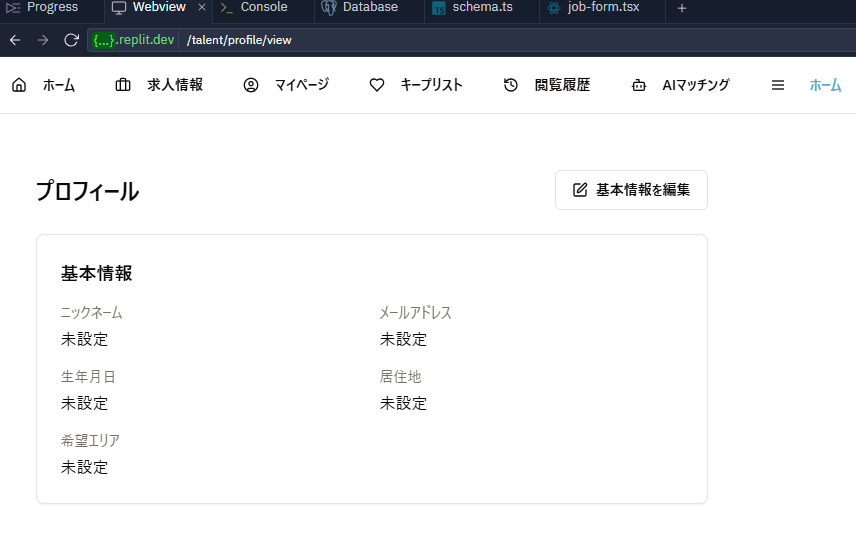 Progress Webview × Console Database schema.ts job-form.tsx +
{...}.replit.dev /talent/profile/view
ホーム 求人情報 マイページ キープリスト 閲覧履歴 AIマッチング ホーム
プロフィール 基本情報を編集
基本情報
ニックネーム メールアドレス
未設定 未設定
生年月日 居住地
未設定 未設定
希望エリア
未設定